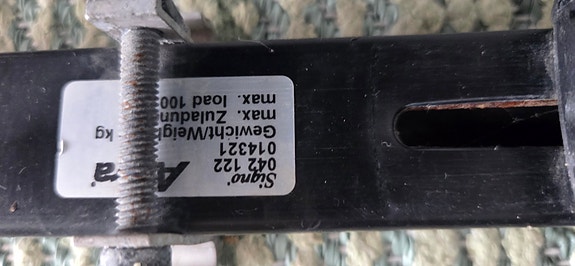 Signo
042 122
014321
Gewicht/Weigh kg
max. Zuladun
max. load 100